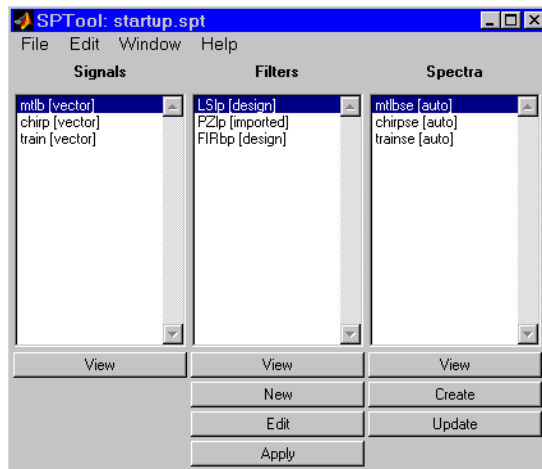 SPTool: startup.spt
File Edit Window Help
Signals Filters Spectra
mtlb [vector] LSlp [design] mtlbse [auto]
chirp [vector] PZlp [imported] chirpse [auto]
train [vector] FIRbp [design] trainse [auto]
View View View
New Create
Edit Update
Apply